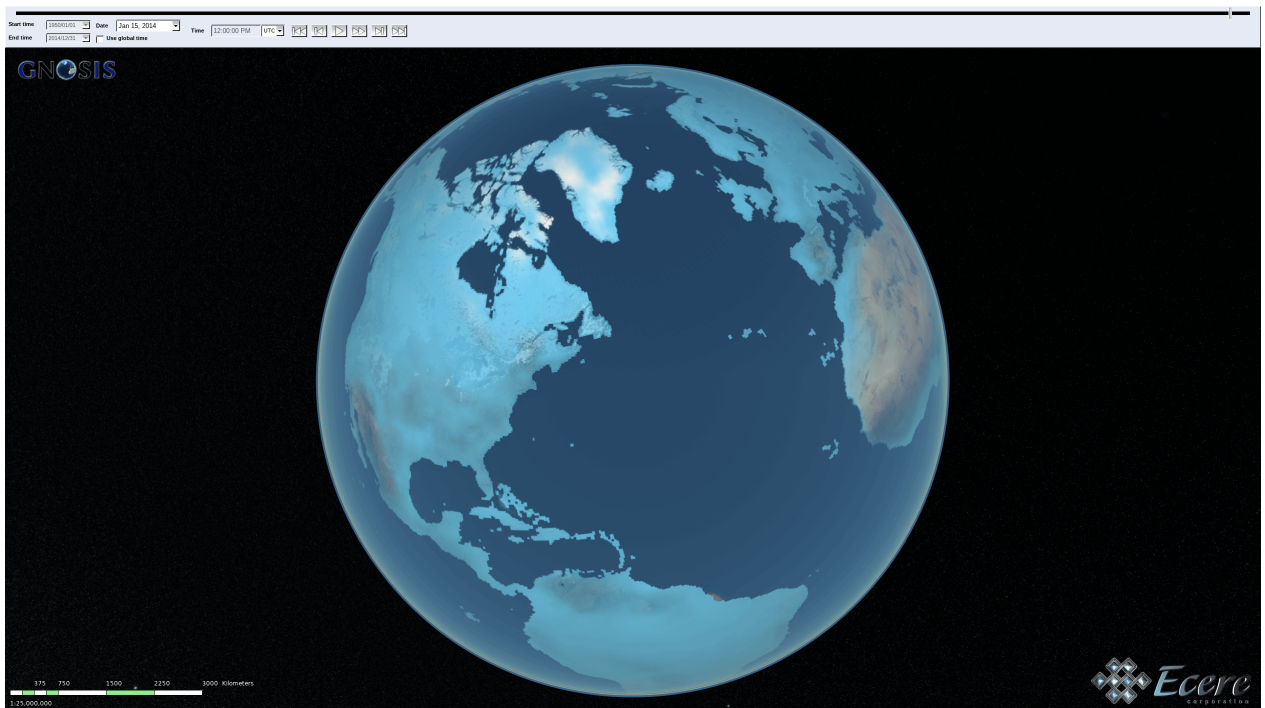 Start time 1950/01/01 Date Jan 15, 2014 Time 12:00:00 PM UTC
End time 2014/12/31 Use global time
GNOSIS
375 750 1500 2250 3000 Kilometers
1:25.000.000
Ecere
corporation